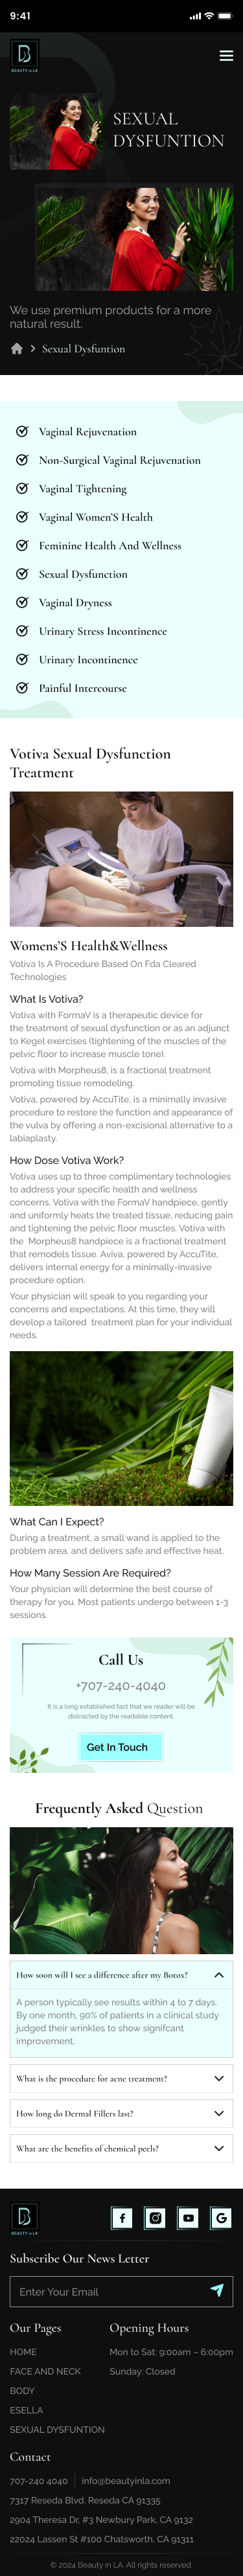 9:41
BEAUTY in LA
SEXUAL
DYSFUNTION
We use premium products for a more
natural result.
Sexual Dysfuntion
Vaginal Rejuvenation
Non-Surgical Vaginal Rejuvenation
Vaginal Tightening
Vaginal Women'S Health
Feminine Health And Wellness
Sexual Dysfunction
Vaginal Dryness
Urinary Stress Incontinence
Urinary Incontinence
Painful Intercourse
Votiva Sexual Dysfunction
Treatment
Womens'S Health&Wellness
Votiva Is A Procedure Based On Fda Cleared
Technologies
What Is Votiva?
Votiva with FormaV is a therapeutic device for
the treatment of sexual dysfunction or as an adjunct
to Kegel exercises (tightening of the muscles of the
pelvic floor to increase muscle tone).
Votiva with Morpheus8, is a fractional treatment
promoting tissue remodeling.
Votiva, powered by AccuTite, is a minimally invasive
procedure to restore the function and appearance of
the vulva by offering a non-excisional alternative to a
labiaplasty.
How Dose Votiva Work?
Votiva uses up to three complimentary technologies
to address your specific health and wellness
concerns. Votiva with the FormaV handpiece, gently
and uniformly heats the treated tissue, reducing pain
and tightening the pelvic floor muscles. Votiva with
the Morpheus8 handpiece is a fractional treatment
that remodels tissue. Aviva, powered by AccuTite,
delivers internal energy for a minimally-invasive
procedure option.
Your physician will speak to you regarding your
concerns and expectations. At this time, they will
develop a tailored treatment plan for your individual
needs.
What Can I Expect?
During a treatment, a small wand is applied to the
problem area, and delivers safe and effective heat.
How Many Session Are Required?
Your physician will determine the best course of
therapy for you. Most patients undergo between 1-3
sessions.
Call Us
+707-240-4040
It is a long established fact that we reader will be
distracted by the readable content.
Get In Touch
Frequently Asked Question
How soon will I see a difference after my Botox?
A person typically see results within 4 to 7 days.
By one month, 90% of patients in a clinical study
judged their wrinkles to show signifcant
improvement.
What is the procedure for acne treatment?
How long do Dermal Fillers last?
What are the benefits of chemical peels?
BEAUTY in LA
Subscribe Our News Letter
Enter Your Email
Our Pages
Opening Hours
HOME
Mon to Sat: 9:00am – 6:00pm
FACE AND NECK
Sunday: Closed
BODY
ESELLA
SEXUAL DYSFUNTION
Contact
707-240 4040
info@beautyinla.com
7317 Reseda Blvd. Reseda CA 91335
2904 Theresa Dr, #3 Newbury Park, CA 9132
22024 Lassen St #100 Chatsworth, CA 91311
© 2024 Beauty in LA. All rights reserved.